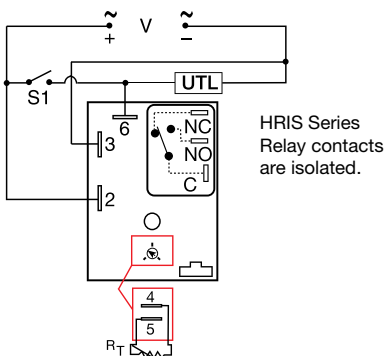 ~ V ~
+ −
S1
UTL
6
NC
3
NO
C
2
4
5
RT
HRIS Series
Relay contacts
are isolated.